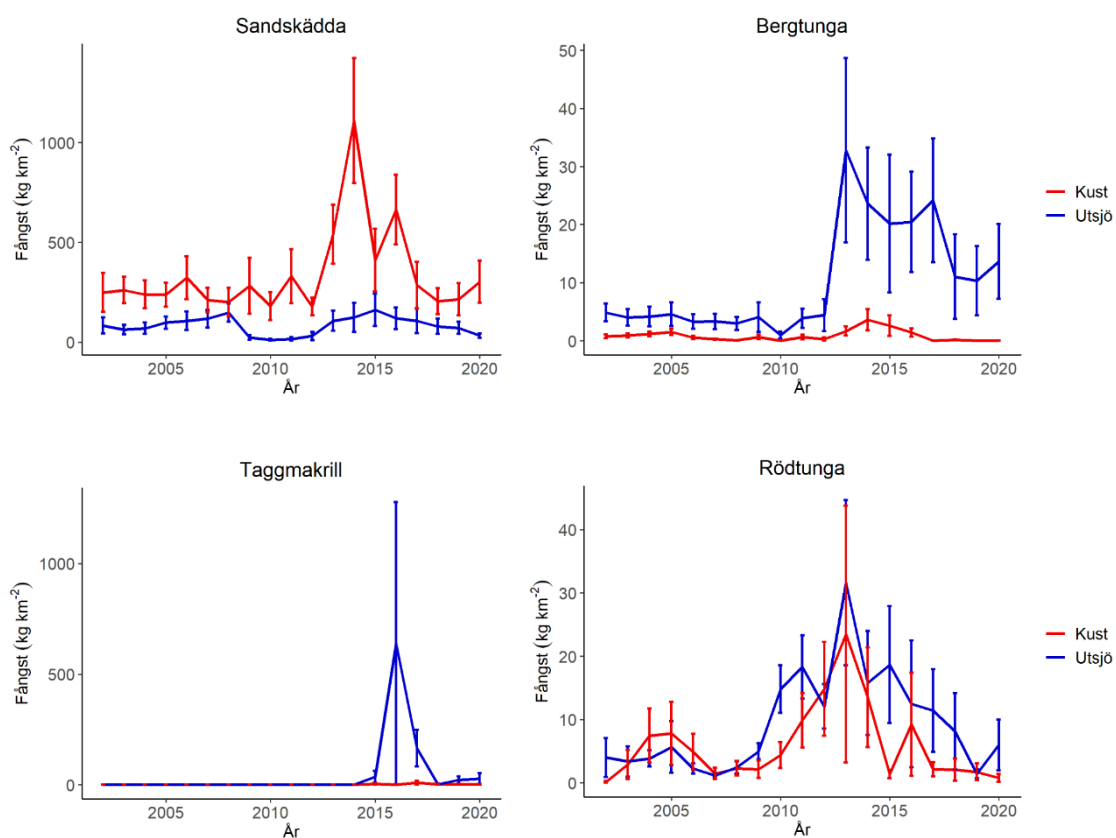 Sandskädda
Fångst (kg km-2)
1000
500
0
2005 2010 2015 2020
År
Bergtunga
Fångst (kg km-2)
50
40
30
20
10
0
2005 2010 2015 2020
År
Kust
Utsjö
Taggmakrill
Fångst (kg km-2)
1000
500
0
2005 2010 2015 2020
År
Rödtunga
Fångst (kg km-2)
40
30
20
10
0
2005 2010 2015 2020
År
Kust
Utsjö